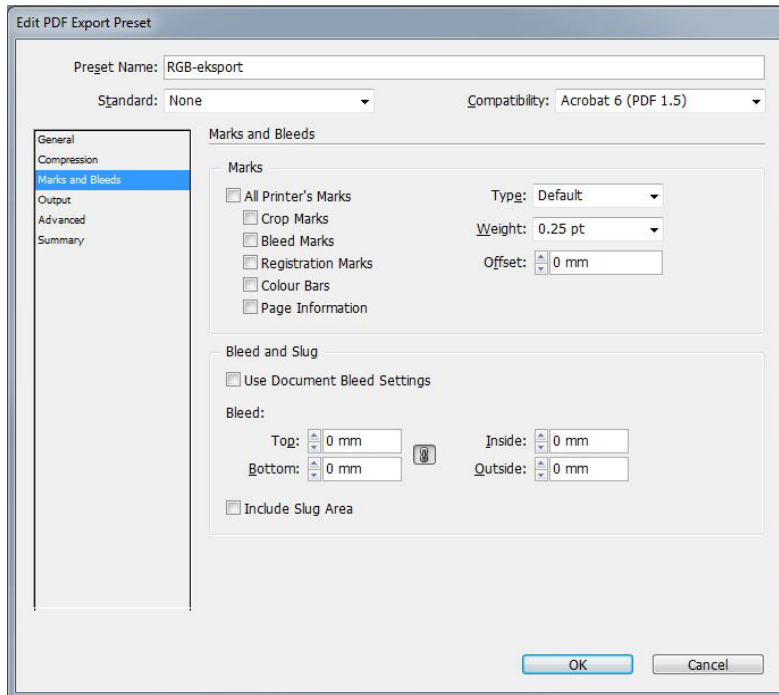 Edit PDF Export Preset
Preset Name: RGB-eksport
Standard: None Compatibility: Acrobat 6 (PDF 1.5)
General
Compression
Marks and Bleeds
Output
Advanced
Summary
Marks and Bleeds
Marks
All Printer's Marks
Crop Marks
Bleed Marks
Registration Marks
Colour Bars
Page Information
Type: Default
Weight: 0.25 pt
Offset: 0 mm
Bleed and Slug
Use Document Bleed Settings
Bleed:
Top: 0 mm Inside: 0 mm
Bottom: 0 mm Outside: 0 mm
Include Slug Area
OK Cancel